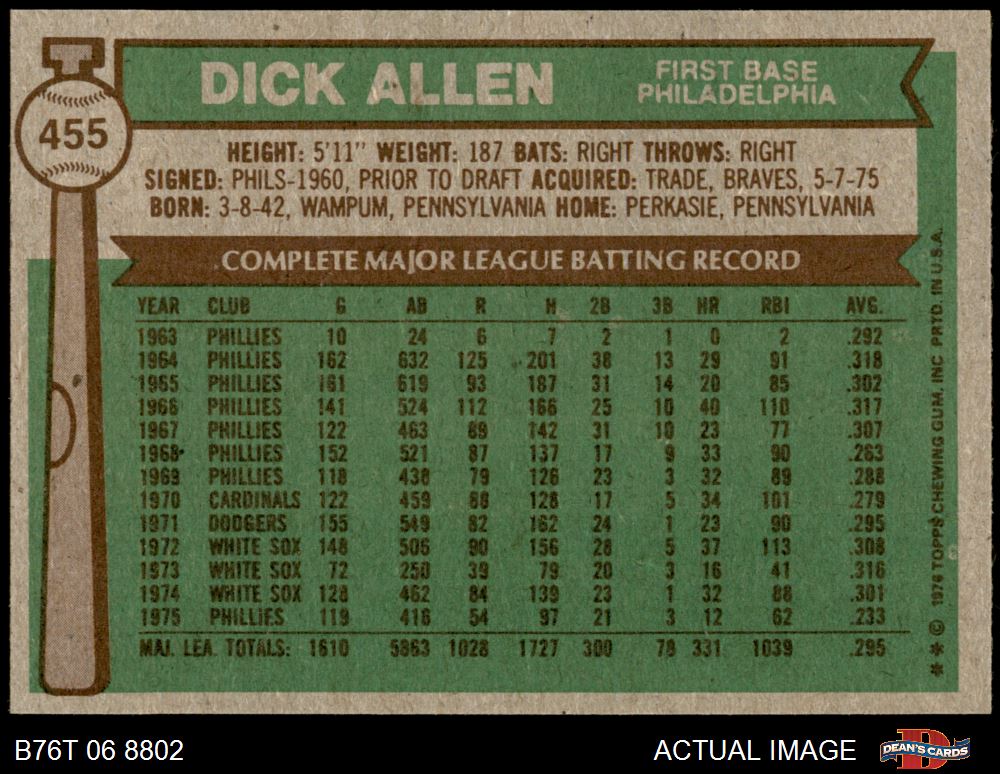 DICK ALLEN
FIRST BASE
PHILADELPHIA
455
HEIGHT: 5'11" WEIGHT: 187 BATS: RIGHT THROWS: RIGHT
SIGNED: PHILS-1960, PRIOR TO DRAFT ACQUIRED: TRADE, BRAVES, 5-7-75
BORN: 3-8-42, WAMPUM, PENNSYLVANIA HOME: PERKASIE, PENNSYLVANIA
COMPLETE MAJOR LEAGUE BATTING RECORD
YEAR CLUB G AB R H 2B 3B HR RBI AVG.
1963 PHILLIES 10 24 6 7 2 1 0 2 .292
1964 PHILLIES 162 632 125 201 38 13 29 91 .318
1965 PHILLIES 161 619 93 187 31 14 20 85 .302
1966 PHILLIES 141 524 112 166 25 10 40 110 .317
1967 PHILLIES 122 463 89 142 31 10 23 77 .307
1968 PHILLIES 152 521 87 137 17 9 33 90 .263
1969 PHILLIES 118 438 79 126 23 3 32 89 .288
1970 CARDINALS 122 459 88 128 17 5 34 101 .279
1971 DODGERS 155 549 82 162 24 1 23 90 .295
1972 WHITE SOX 148 506 90 156 28 5 37 113 .308
1973 WHITE SOX 72 250 39 79 20 3 16 41 .316
1974 WHITE SOX 128 462 84 139 23 1 32 88 .301
1975 PHILLIES 119 416 54 97 21 3 12 62 .233
MAJ. LEA. TOTALS: 1610 5863 1028 1727 300 78 331 1039 .295
* * © 1976 TOPPS CHEWING GUM, INC PRTD. IN U.S.A.
B76T 06 8802
ACTUAL IMAGE
DEAN'S CARDS